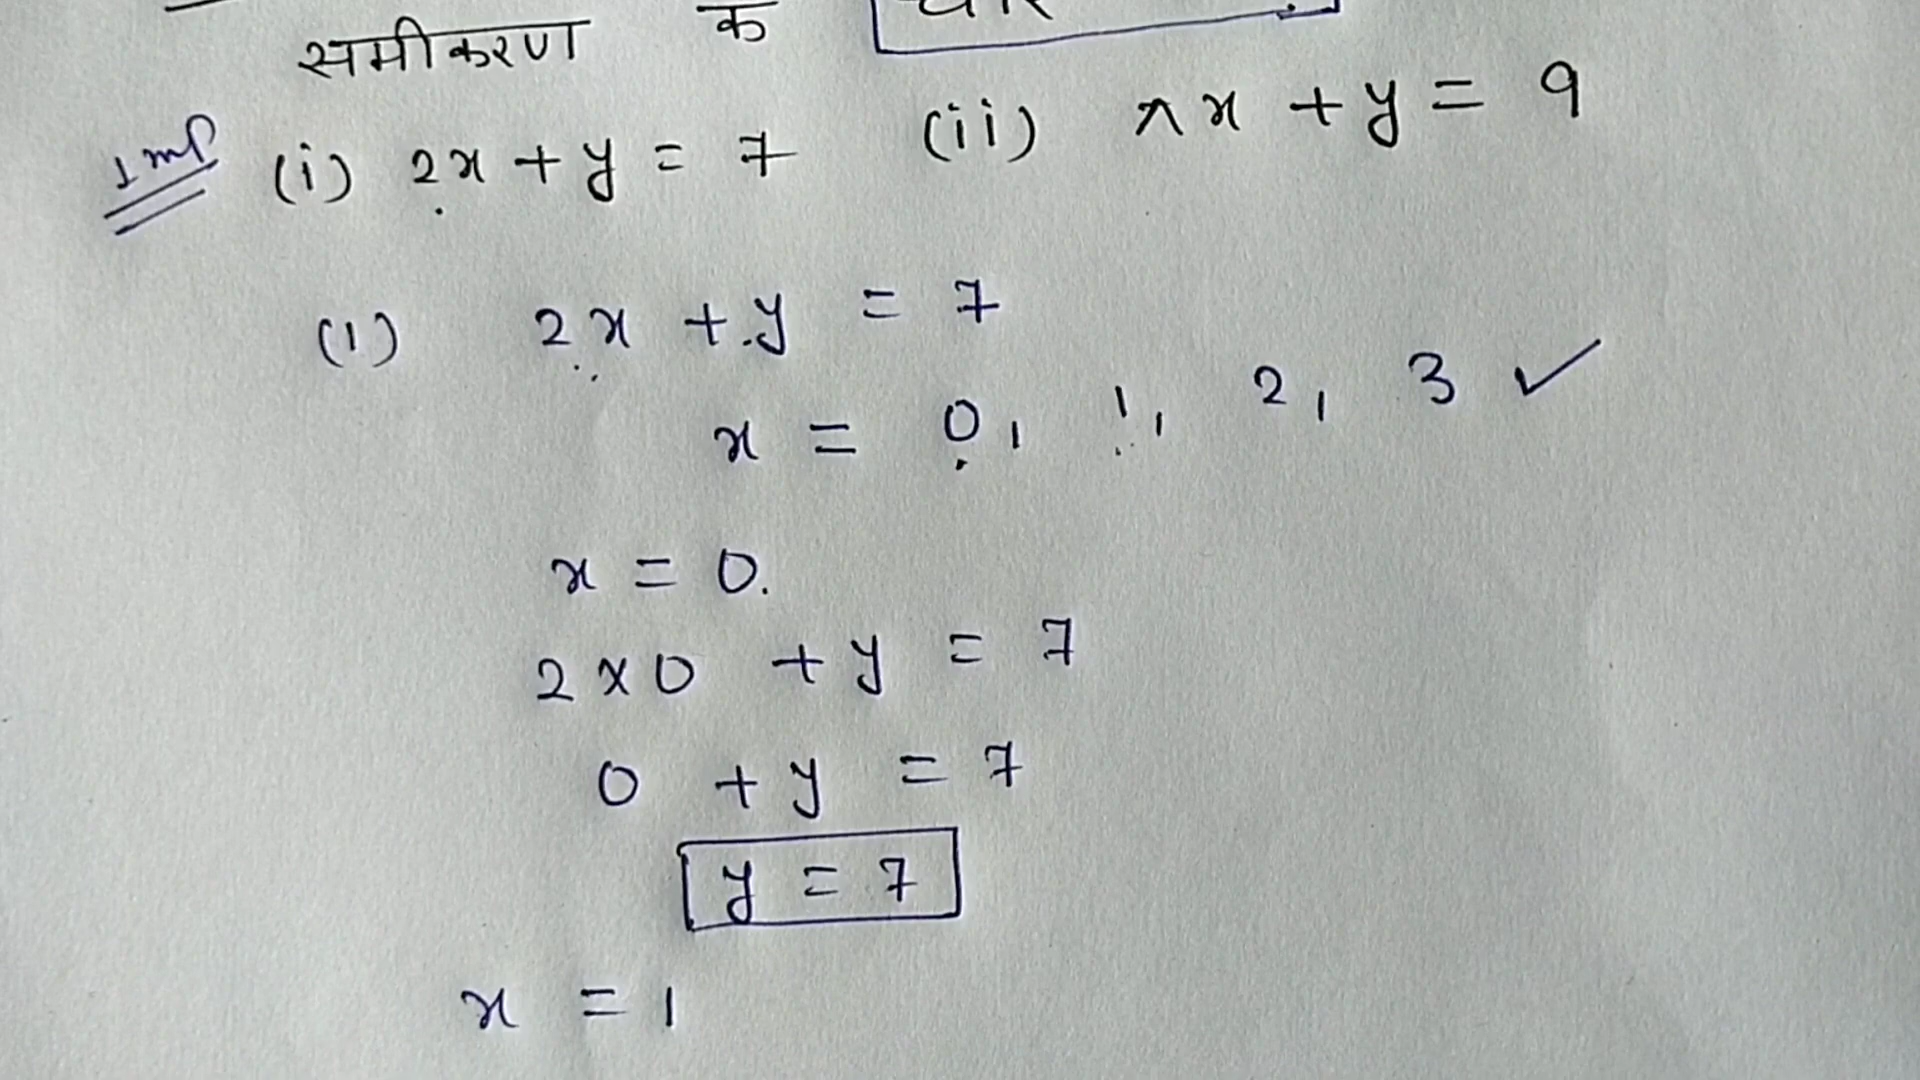 समीकरण के चार
Imp (i) 2x + y = 7 (ii) πx + y = 9
(1) 2x + y = 7
x = 0, 1, 2, 3 ✓
x = 0.
2 × 0 + y = 7
0 + y = 7
y = 7
x = 1